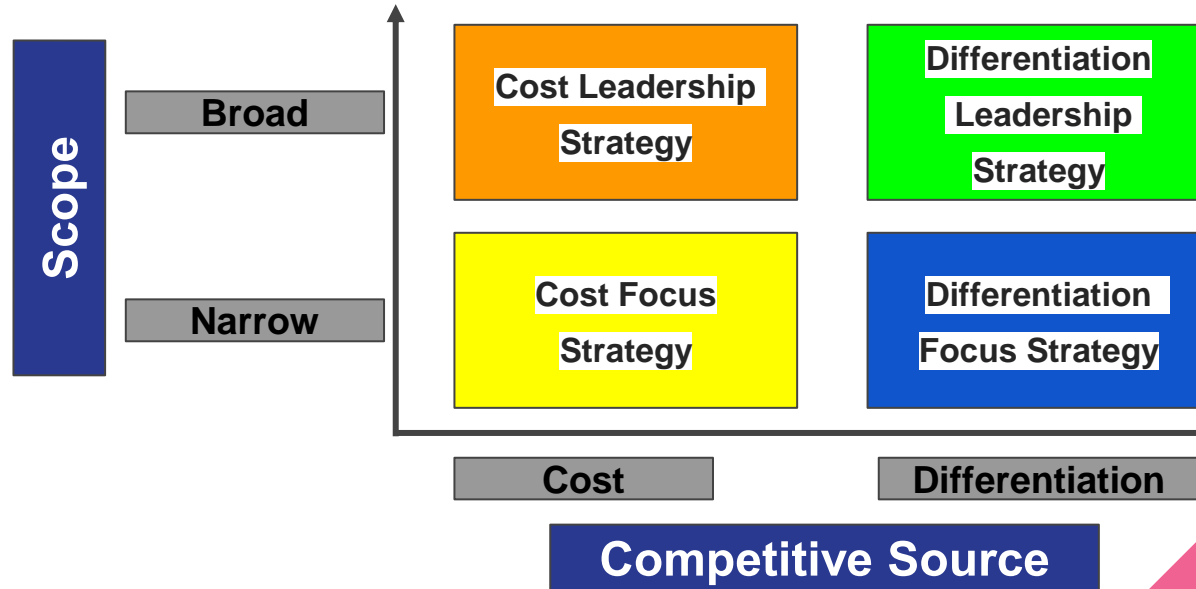 Scope
Broad
Narrow
Cost Leadership
Strategy
Differentiation
Leadership
Strategy
Cost Focus
Strategy
Differentiation
Focus Strategy
Cost
Differentiation
Competitive Source